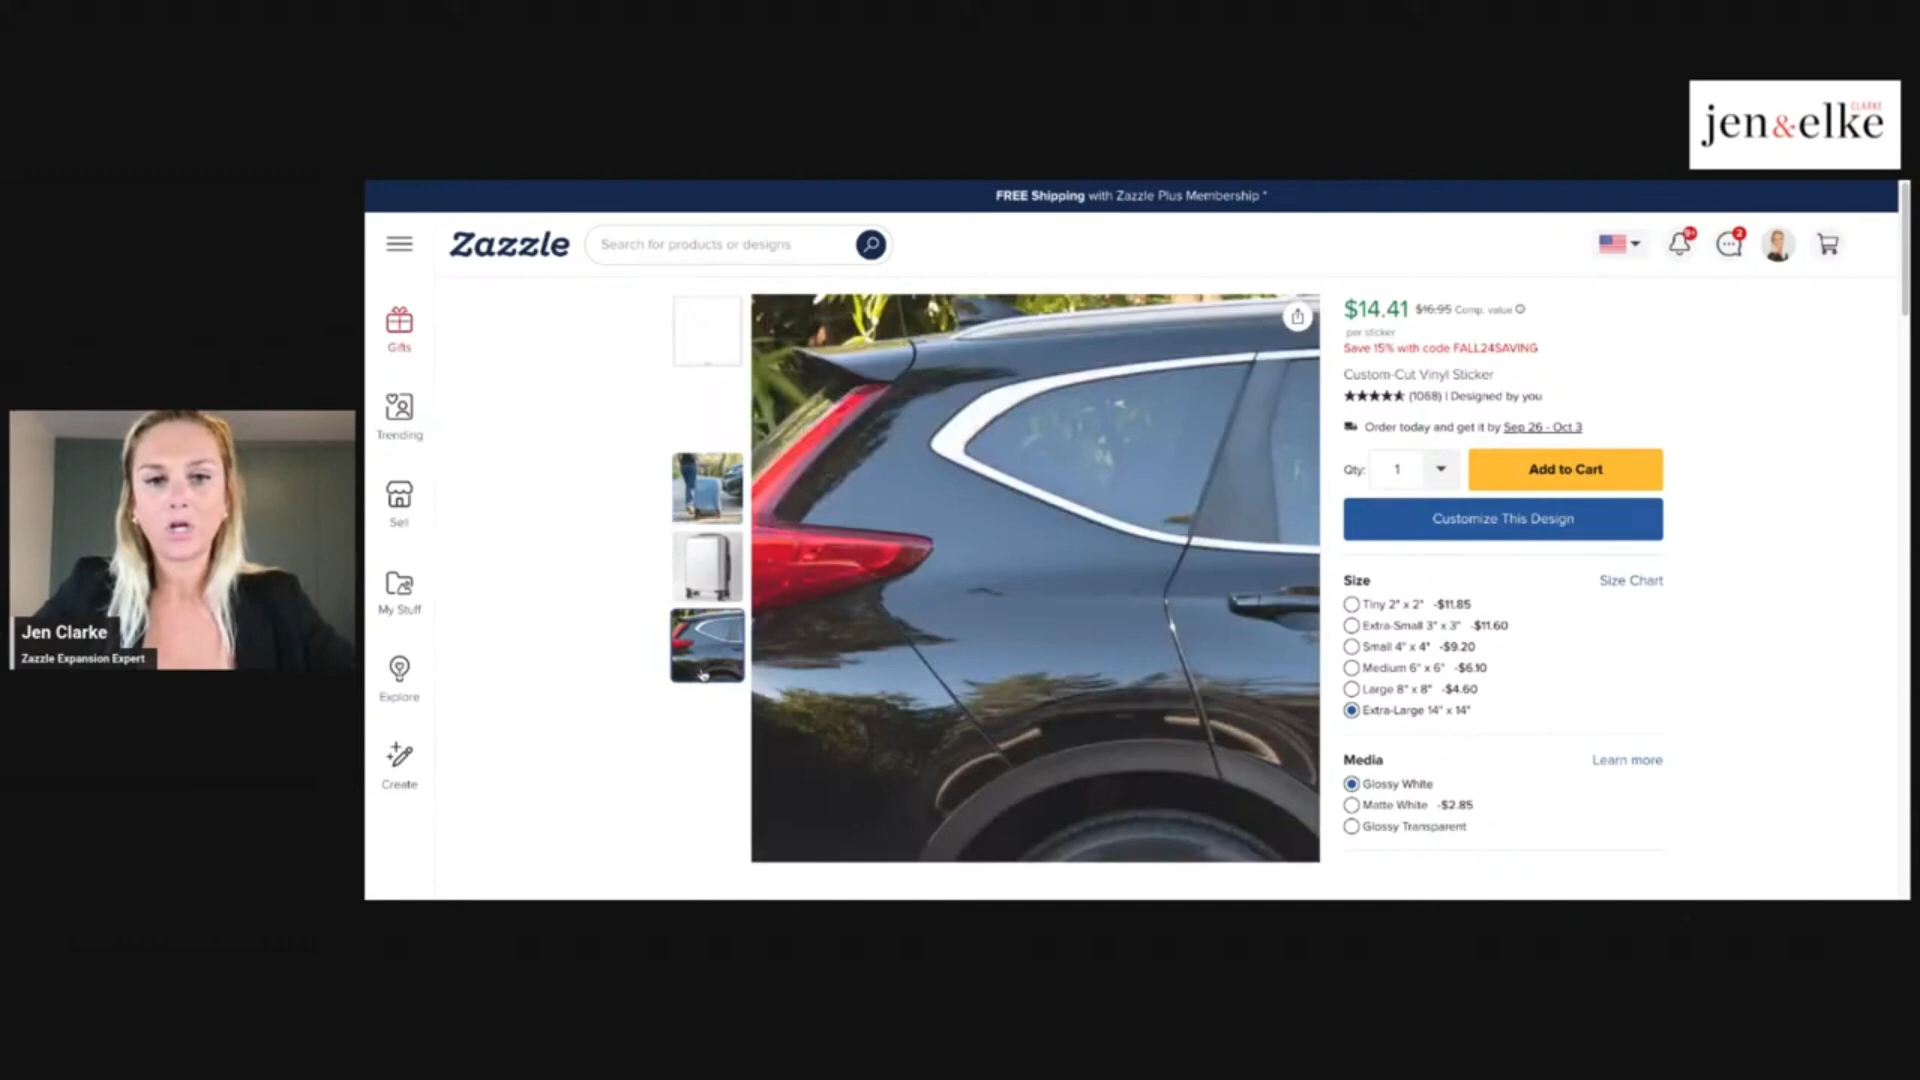 CLARKE
jen&elke
FREE Shipping with Zazzle Plus Membership *
Zazzle
Search for products or designs
9+
2
Gifts
Trending
Sell
My Stuff
Explore
Create
$14.41 $16.95 Comp. value
per sticker
Save 15% with code FALL24SAVING
Custom-Cut Vinyl Sticker
(1068) | Designed by you
Order today and get it by Sep 26 - Oct 3
Qty: 1
Add to Cart
Customize This Design
Size
Size Chart
Tiny 2" x 2" -$11.85
Extra-Small 3" x 3" -$11.60
Small 4" x 4" -$9.20
Medium 6" x 6" -$6.10
Large 8" x 8" -$4.60
Extra-Large 14" x 14"
Media
Learn more
Glossy White
Matte White -$2.85
Glossy Transparent
Jen Clarke
Zazzle Expansion Expert